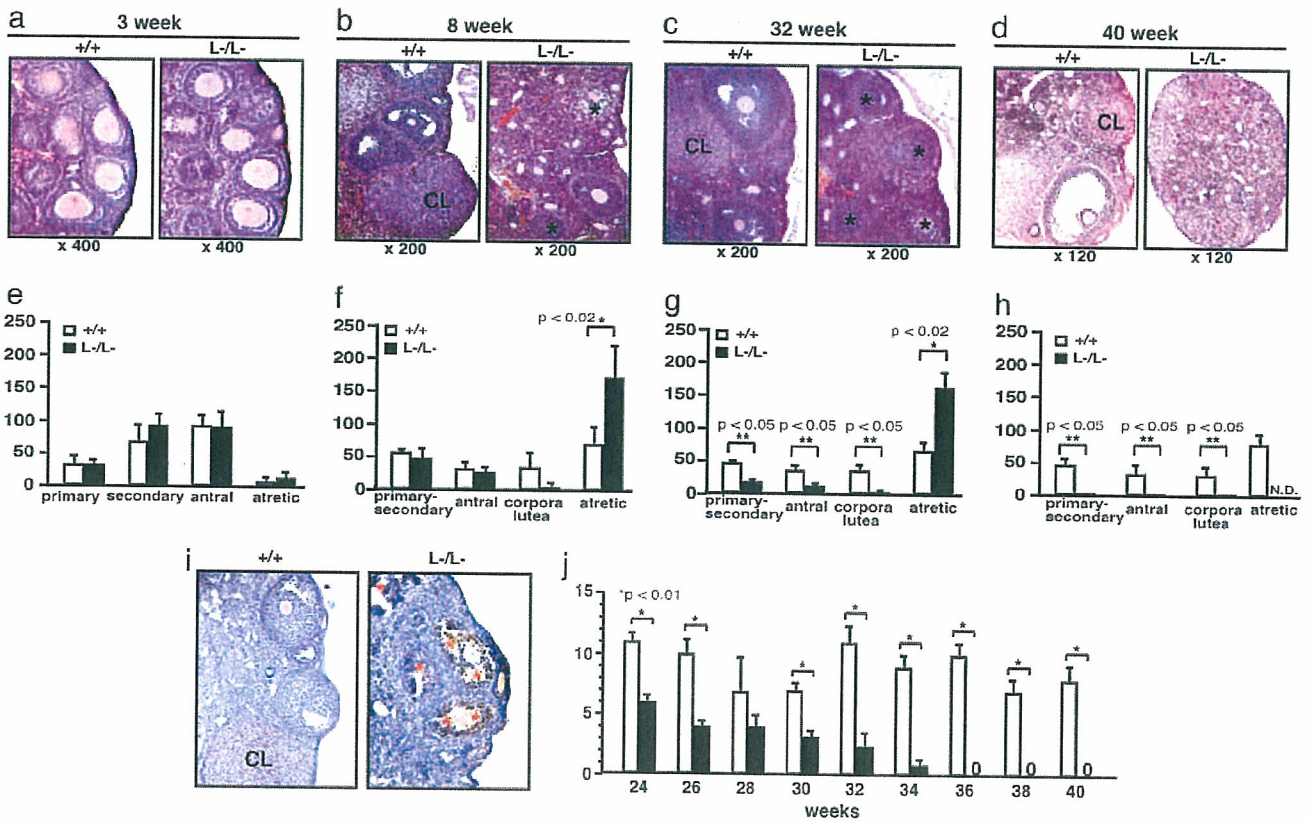 a
3 week
+/+
L-/L-
x 400
x 400
b
8 week
+/+
L-/L-
*
CL
*
x 200
x 200
c
32 week
+/+
L-/L-
CL
*
*
*
*
x 200
x 200
d
40 week
+/+
L-/L-
CL
x 120
x 120
e
250
200
150
100
50
0
+/+
L-/L-
primary
secondary
antral
atretic
f
250
200
150
100
50
0
+/+
L-/L-
p < 0.02
*
primary-
secondary
antral
corpora
lutea
atretic
g
250
200
150
100
50
0
+/+
L-/L-
p < 0.05
**
p < 0.05
**
p < 0.05
**
p < 0.02
*
primary-
secondary
antral
corpora
lutea
atretic
h
250
200
150
100
50
0
+/+
L-/L-
p < 0.05
**
p < 0.05
**
p < 0.05
**
N.D.
primary-
secondary
antral
corpora
lutea
atretic
i
+/+
L-/L-
CL
j
15
10
5
0
*p < 0.01
*
*
*
*
*
*
*
*
0
0
0
24
26
28
30
32
34
36
38
40
weeks